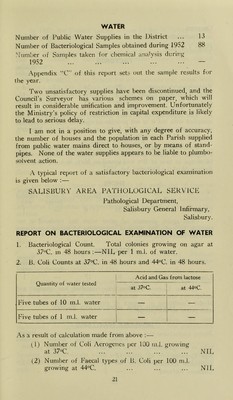 WATER
Number of Public Water Supplies in the District ... 13
Number of Bacteriological Samples obtained during 1952 88
Number of Samples taken for chemical analysis during
1952 ... ... ... ... ... —
Appendix "C" of this report sets out the sample results for
the year.
Two unsatisfactory supplies have been discontinued, and the
Council's Surveyor has various schemes on paper, which will
result in considerable unification and improvement. Unfortunately
the Ministry's policy of restriction in capital expenditure is likely
to lead to serious delay.
I am not in a position to give, with any degree of accuracy,
the number of houses and the population in each Parish supplied
from public water mains direct to houses, or by means of stand-
pipes. None of the water supplies appears to be liable to plumbo-
solvent action.
A typical report of a satisfactory bacteriological examination
is given below :—
SALISBURY AREA PATHOLOGICAL SERVICE
Pathological Department,
Salisbury General Infirmary,
Salisbury.
REPORT ON BACTERIOLOGICAL EXAMINATION OF WATER
1. Bacteriological Count. Total colonies growing on agar at
37°C. in 48 hours :—NIL, per 1 m.l. of water.
2. B. Coli Counts at 37°C. in 48 hours and 44°C. in 48 hours.
Quantity of water tested Acid and Gas from lactose
at 37°C. at 44°C.
Five tubes of 10 m.l. water — —
Five tubes of 1 m.l. water — —
As a result of calculation made from above :—
(1) Number of Coli Aerogenes per 100 m.l. growing
at 37°C. ... ... ... ... NIL
(2) Number of Faecal types of B. Coli per 100 m.l.
growing at 44°C. ... ... ... NIL
21